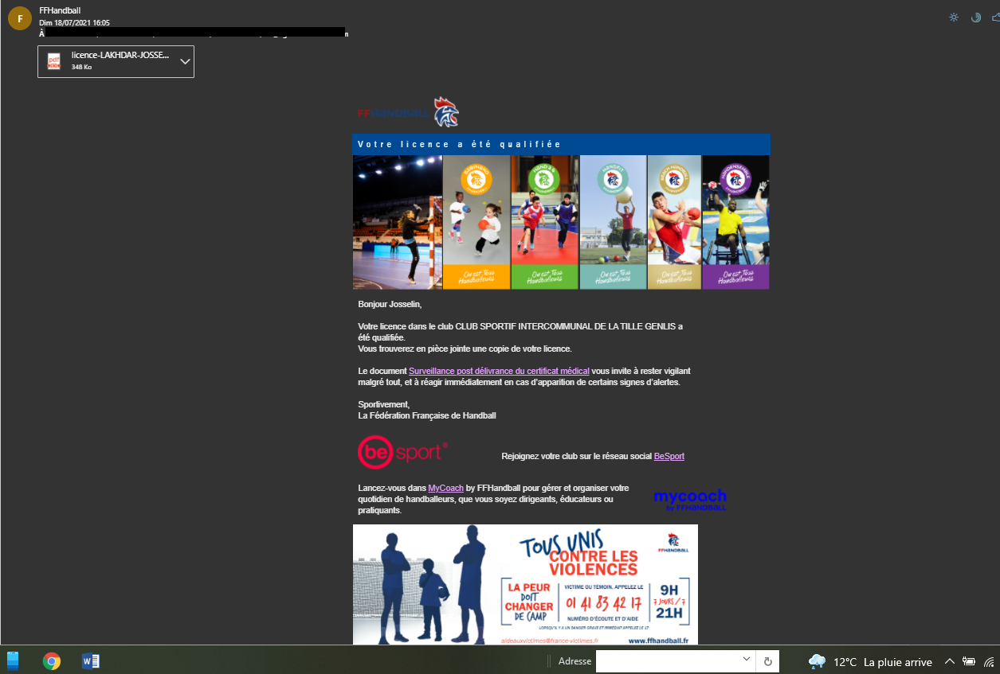 F
FFHandball
Dim 18/07/2021 16:05
À
pdf
licence-LAKHDAR-JOSSE...
348 Ko
FFHANDBALL
Votre licence a été qualifiée
BABYHAND
HANDFIT
BEACH HANDBALL
HANDENSEMBLE
On est Tous Handballeurs
On est Tous Handballeurs
On est Tous Handballeurs
On est Tous Handballeurs
On est Tous Handballeurs
Bonjour Josselin,
Votre licence dans le club CLUB SPORTIF INTERCOMMUNAL DE LA TILLE GENLIS a
été qualifiée.
Vous trouverez en pièce jointe une copie de votre licence.
Le document Surveillance post délivrance du certificat médical vous invite à rester vigilant
malgré tout, et à réagir immédiatement en cas d'apparition de certains signes d'alertes.
Sportivement,
La Fédération Française de Handball
be sport®
Rejoignez votre club sur le réseau social BeSport
Lancez-vous dans MyCoach by FFHandball pour gérer et organiser votre
quotidien de handballeurs, que vous soyez dirigeants, éducateurs ou
pratiquants.
mycoach
by FFHANDBALL
TOUS UNIS
CONTRE LES
VIOLENCES
FFHANDBALL
LA PEUR
DOIT
CHANGER
DE CAMP
VICTIME OU TÉMOIN, APPELEZ LE
01 41 83 42 17
NUMÉRO D'ÉCOUTE ET D'AIDE
9H
7 JOURS / 7
21H
LORSQU'IL Y A UN DANGER GRAVE ET IMMÉDIAT APPELEZ LE 17
aideauxvictimes@france-victimes.fr
www.ffhandball.fr
W
Adresse
12°C La pluie arrive